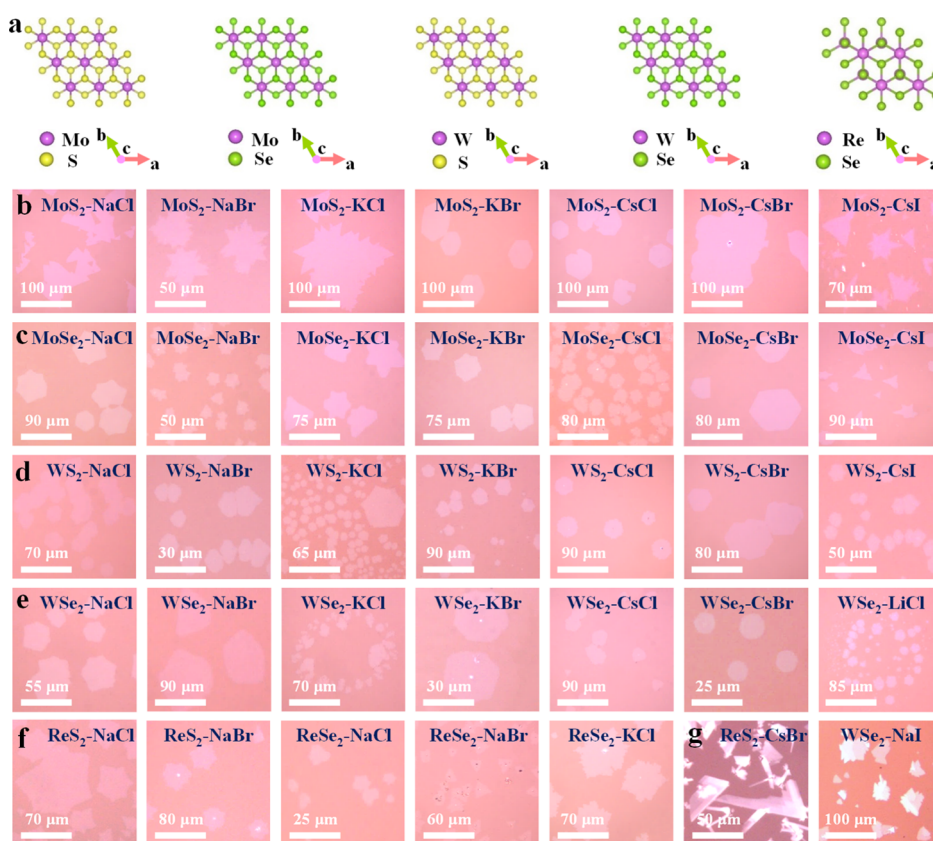 a
Mo b c a
S
Mo b c a
Se
W b c a
S
W b c a
Se
Re b c a
Se
b MoS₂-NaCl MoS₂-NaBr MoS₂-KCl MoS₂-KBr MoS₂-CsCl MoS₂-CsBr MoS₂-CsI
100 μm 50 μm 100 μm 100 μm 100 μm 100 μm 70 μm
c MoSe₂-NaCl MoSe₂-NaBr MoSe₂-KCl MoSe₂-KBr MoSe₂-CsCl MoSe₂-CsBr MoSe₂-CsI
90 μm 50 μm 75 μm 75 μm 80 μm 80 μm 90 μm
d WS₂-NaCl WS₂-NaBr WS₂-KCl WS₂-KBr WS₂-CsCl WS₂-CsBr WS₂-CsI
70 μm 30 μm 65 μm 90 μm 90 μm 80 μm 50 μm
e WSe₂-NaCl WSe₂-NaBr WSe₂-KCl WSe₂-KBr WSe₂-CsCl WSe₂-CsBr WSe₂-LiCl
55 μm 90 μm 70 μm 30 μm 90 μm 25 μm 85 μm
f ReS₂-NaCl ReS₂-NaBr ReSe₂-NaCl ReSe₂-NaBr ReSe₂-KCl g ReS₂-CsBr WSe₂-NaI
70 μm 80 μm 25 μm 60 μm 70 μm 50 μm 100 μm